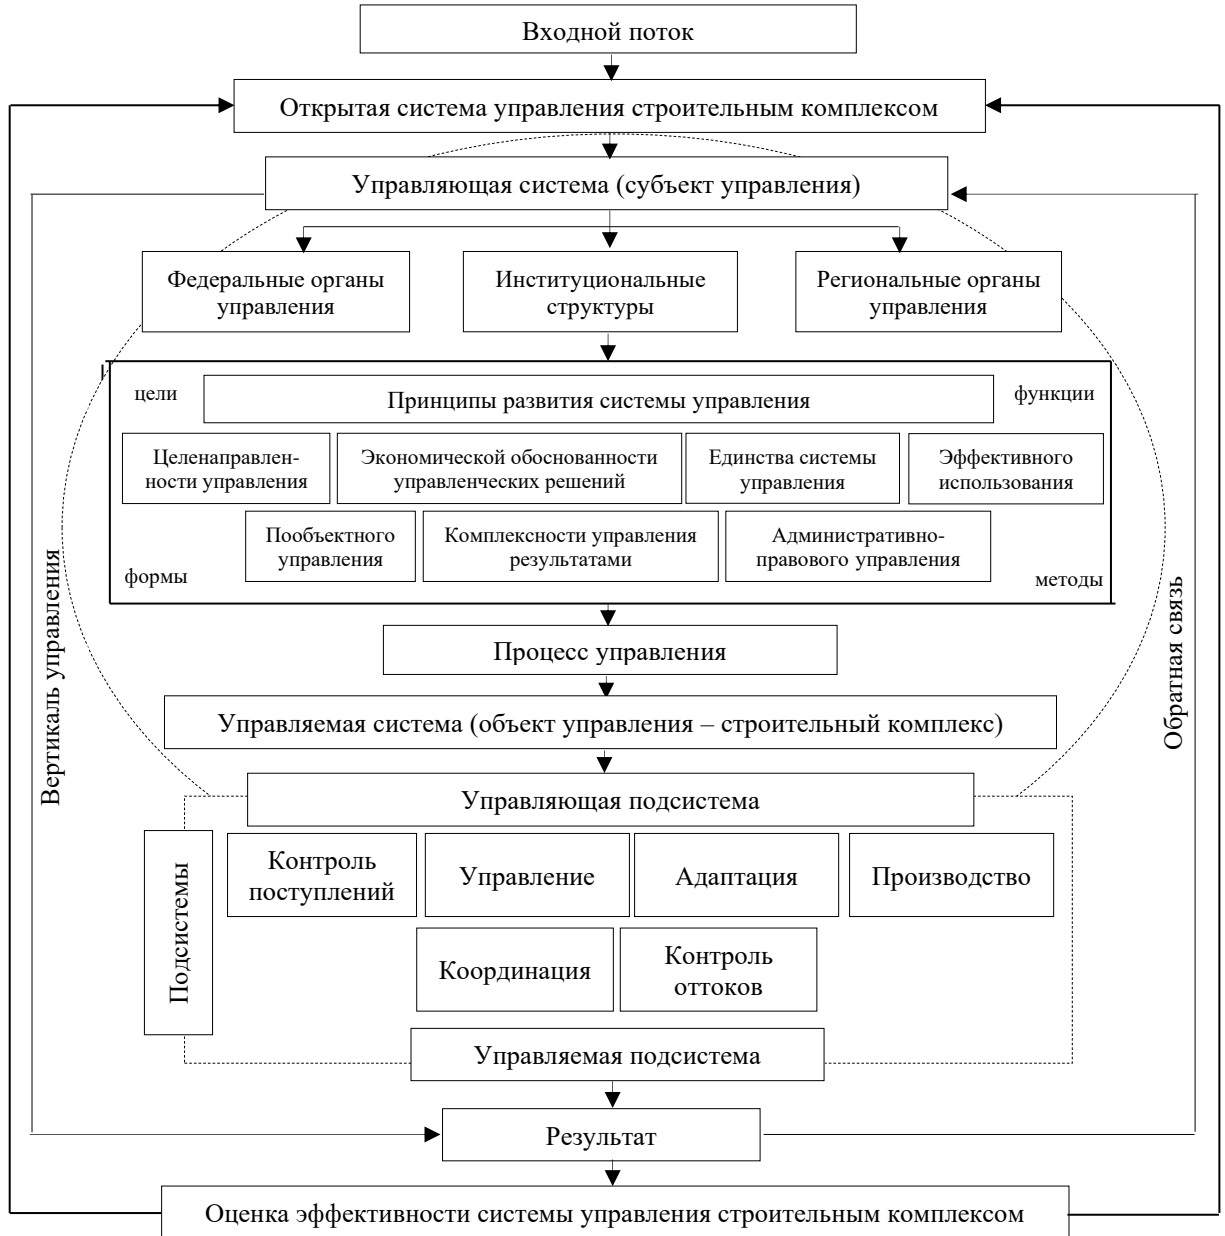 Входной поток
Открытая система управления строительным комплексом
Управляющая система (субъект управления)
Федеральные органы
управления
Институциональные
структуры
Региональные органы
управления
цели
Принципы развития системы управления
функции
Целенаправлен-
ности управления
Экономической обоснованности
управленческих решений
Единства системы
управления
Эффективного
использования
Пообъектного
управления
Комплексности управления
результатами
Административно-
правового управления
формы
методы
Вертикаль управления
Обратная связь
Процесс управления
Управляемая система (объект управления – строительный комплекс)
Управляющая подсистема
Подсистемы
Контроль
поступлений
Управление
Адаптация
Производство
Координация
Контроль
оттоков
Управляемая подсистема
Результат
Оценка эффективности системы управления строительным комплексом